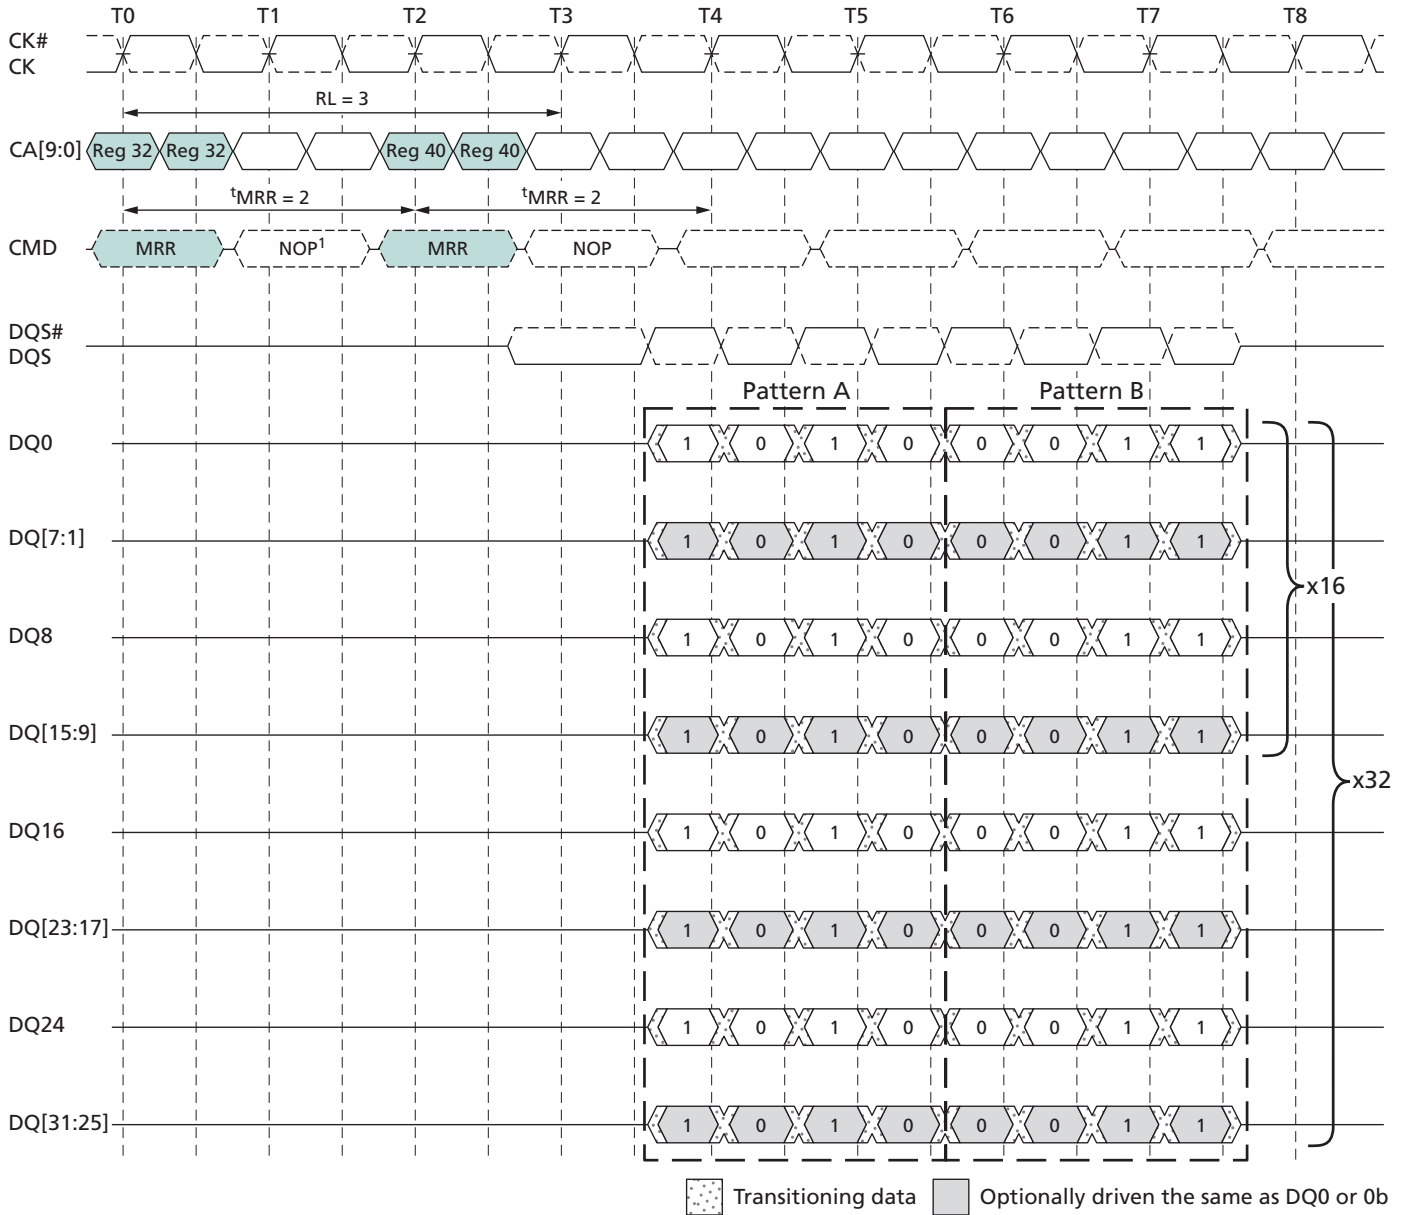 T0 T1 T2 T3 T4 T5 T6 T7 T8
CK#
CK
RL = 3
CA[9:0] Reg 32 Reg 32 Reg 40 Reg 40
tMRR = 2 tMRR = 2
CMD MRR NOP1 MRR NOP
DQS#
DQS
Pattern A Pattern B
DQ0 1 0 1 0 0 0 1 1
DQ[7:1] 1 0 1 0 0 0 1 1
x16
DQ8 1 0 1 0 0 0 1 1
DQ[15:9] 1 0 1 0 0 0 1 1
x32
DQ16 1 0 1 0 0 0 1 1
DQ[23:17] 1 0 1 0 0 0 1 1
DQ24 1 0 1 0 0 0 1 1
DQ[31:25] 1 0 1 0 0 0 1 1
Transitioning data Optionally driven the same as DQ0 or 0b